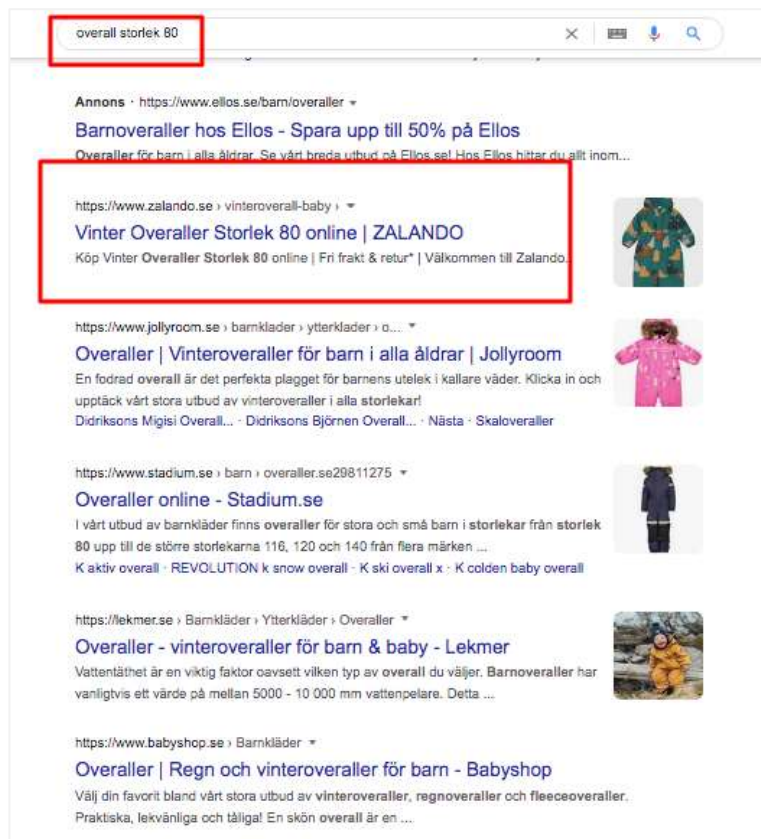 overall storlek 80
Annons · https://www.ellos.se/barn/overaller
Barnoveraller hos Ellos - Spara upp till 50% på Ellos
Overaller för barn i alla åldrar. Se vårt breda utbud på Ellos.se! Hos Ellos hittar du allt inom...
https://www.zalando.se › vinteroverall-baby ›
Vinter Overaller Storlek 80 online | ZALANDO
Köp Vinter Overaller Storlek 80 online | Fri frakt & retur* | Välkommen till Zalando.
https://www.jollyroom.se › barnklader › ytterklader › o...
Overaller | Vinteroveraller för barn i alla åldrar | Jollyroom
En fodrad overall är det perfekta plagget för barnens utelek i kallare väder. Klicka in och
upptäck vårt stora utbud av vinteroveraller i alla storlekar!
Didriksons Migisi Overall... · Didriksons Björnen Overall... · Nästa · Skaloveraller
https://www.stadium.se › barn › overaller.se29811275
Overaller online - Stadium.se
I vårt utbud av barnkläder finns overaller för stora och små barn i storlekar från storlek
80 upp till de större storlekarna 116, 120 och 140 från flera märken ...
K aktiv overall · REVOLUTION k snow overall · K ski overall x · K colden baby overall
https://lekmer.se › Barnkläder › Ytterkläder › Overaller
Overaller - vinteroveraller för barn & baby - Lekmer
Vattentäthet är en viktig faktor oavsett vilken typ av overall du väljer. Barnoveraller har
vanligtvis ett värde på mellan 5000 - 10 000 mm vattenpelare. Detta ...
https://www.babyshop.se › Barnkläder
Overaller | Regn och vinteroveraller för barn - Babyshop
Välj din favorit bland vårt stora utbud av vinteroveraller, regnoveraller och fleeceoveraller.
Praktiska, lekvänliga och tåliga! En skön overall är en ...